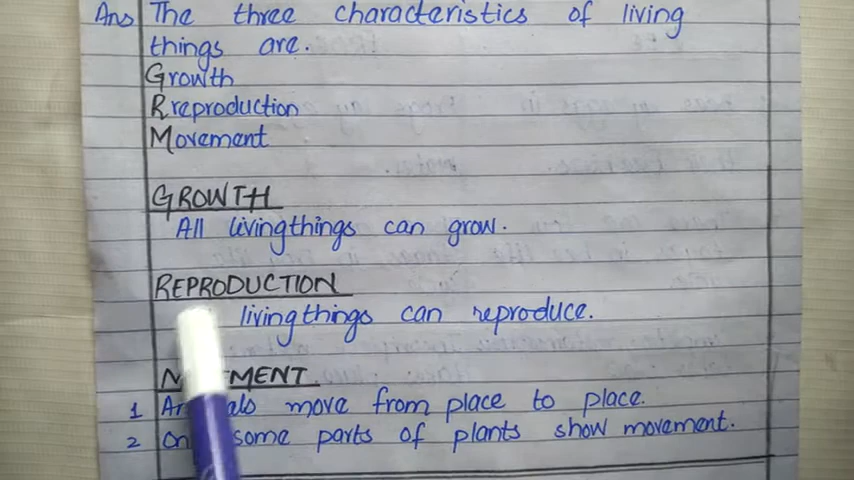 Ans The three characteristics of living
things are.
Growth
Rreproduction
Movement
GROWTH
All livingthings can grow.
REPRODUCTION
livingthings can reproduce.
1 move from place to place.
2 some parts of plants show movement.